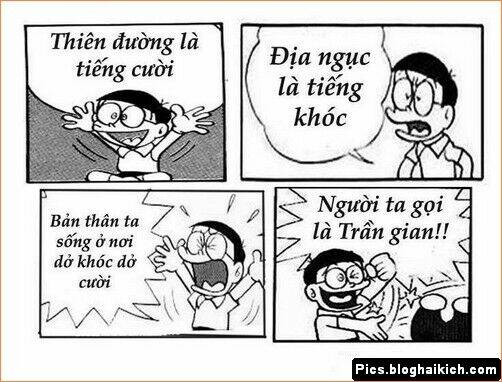 Thiên đường là
tiếng cười
Địa ngục
là tiếng
khóc
Bản thân ta
sống ở nơi
dở khóc dở
cười
Người ta gọi
là Trần gian!!
Pics.bloghaikich.com